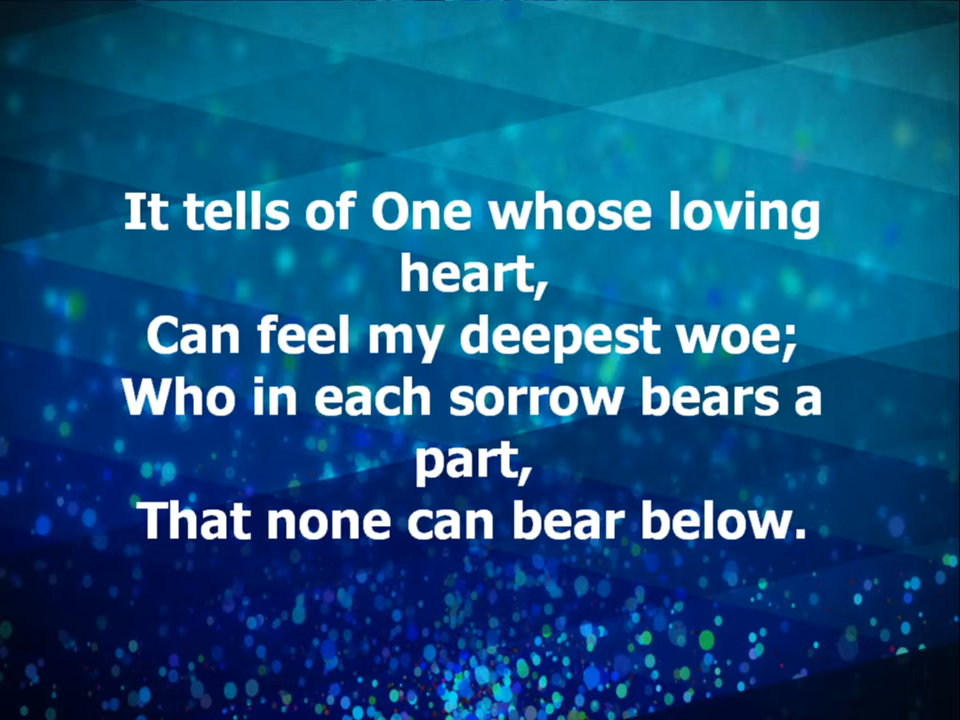 It tells of One whose loving
heart,
Can feel my deepest woe;
Who in each sorrow bears a
part,
That none can bear below.